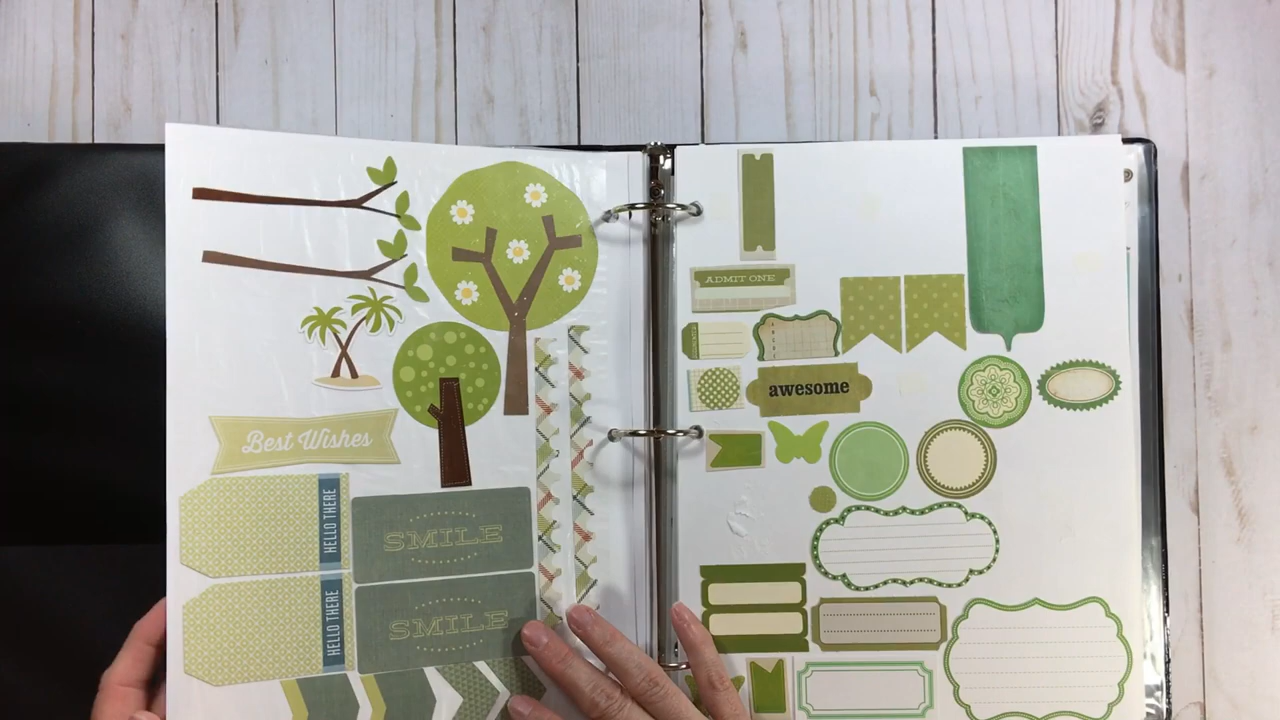 Best Wishes
HELLO THERE
SMILE
HELLO THERE
SMILE
ADMIT ONE
awesome